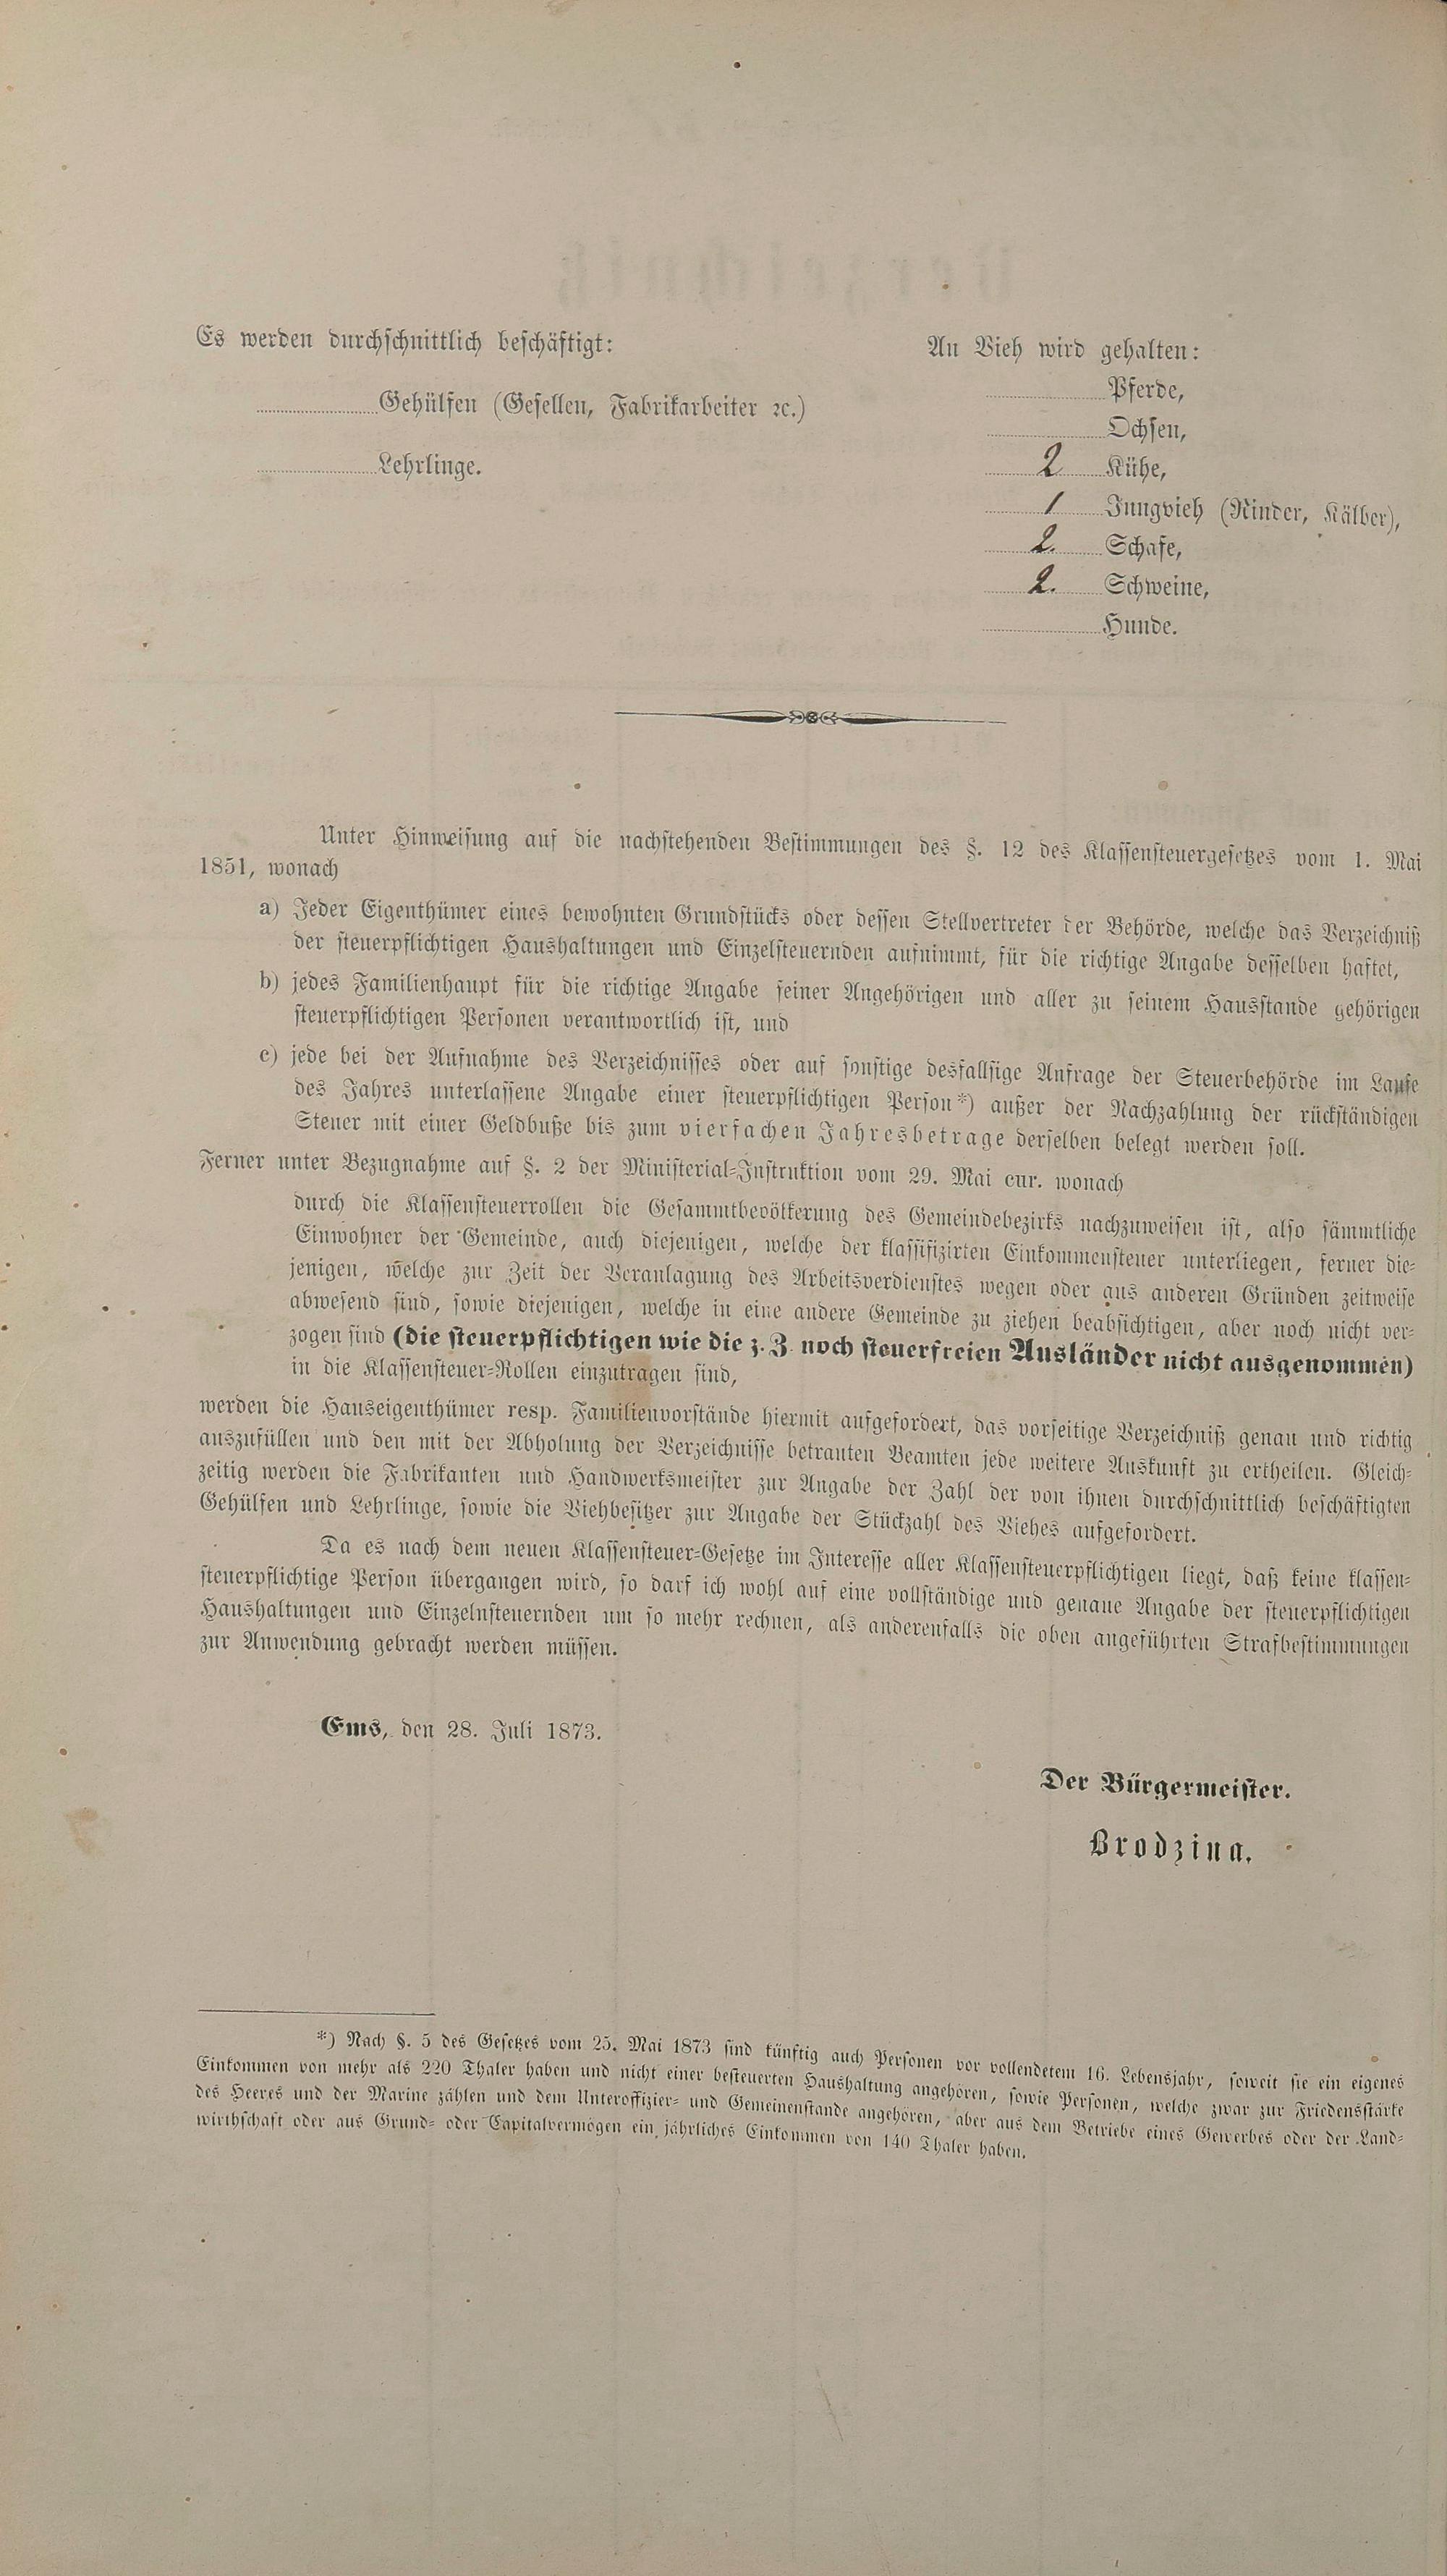 Es werden durchschnittlich beschäftigt:
Gehülfen (Gesellen, Fabrikarbeiter ꝛc.)
Lehrlinge.
An Vieh wird gehalten:
Pferde,
Ochsen,
2 Kühe,
1 Jungvieh (Rinder, Kälber),
2. Schafe,
2. Schweine,
Hunde.
Unter Hinweisung auf die nachstehenden Bestimmungen des §. 12 des Klassensteuergesetzes vom 1. Mai
1851, wonach
a) Jeder Eigenthümer eines bewohnten Grundstücks oder dessen Stellvertreter der Behörde, welche das Verzeichniß
der steuerpflichtigen Haushaltungen und Einzelsteuernden aufnimmt, für die richtige Angabe desselben haftet,
b) jedes Familienhaupt für die richtige Angabe seiner Angehörigen und aller zu seinem Hausstande gehörigen
steuerpflichtigen Personen verantwortlich ist, und
c) jede bei der Aufnahme des Verzeichnisses oder auf sonstige desfallsige Anfrage der Steuerbehörde im Laufe
des Jahres unterlassene Angabe einer steuerpflichtigen Person*) außer der Nachzahlung der rückständigen
Steuer mit einer Geldbuße bis zum vierfachen Jahresbetrage derselben belegt werden soll.
Ferner unter Bezugnahme auf §. 2 der Ministerial-Instruktion vom 29. Mai cur. wonach
durch die Klassensteuerrollen die Gesammtbevölkerung des Gemeindebezirks nachzuweisen ist, also sämmtliche
Einwohner der Gemeinde, auch diejenigen, welche der klassifizirten Einkommensteuer unterliegen, ferner die-
jenigen, welche zur Zeit der Veranlagung des Arbeitsverdienstes wegen oder aus anderen Gründen zeitweise
abwesend sind, sowie diejenigen, welche in eine andere Gemeinde zu ziehen beabsichtigen, aber noch nicht ver-
zogen sind (die steuerpflichtigen wie die z. Z. noch steuerfreien Ausländer nicht ausgenommen)
in die Klassensteuer-Rollen einzutragen sind,
werden die Hauseigenthümer resp. Familienvorstände hiermit aufgefordert, das vorseitige Verzeichniß genau und richtig
auszufüllen und den mit der Abholung der Verzeichnisse betrauten Beamten jede weitere Auskunft zu ertheilen. Gleich-
zeitig werden die Fabrikanten und Handwerksmeister zur Angabe der Zahl der von ihnen durchschnittlich beschäftigten
Gehülfen und Lehrlinge, sowie die Viehbesitzer zur Angabe der Stückzahl des Viehes aufgefordert.
Da es nach dem neuen Klassensteuer-Gesetze im Interesse aller Klassensteuerpflichtigen liegt, daß keine klassen-
steuerpflichtige Person übergangen wird, so darf ich wohl auf eine vollständige und genaue Angabe der steuerpflichtigen
Haushaltungen und Einzelnsteuernden um so mehr rechnen, als anderenfalls die oben angeführten Strafbestimmungen
zur Anwendung gebracht werden müssen.
Ems, den 28. Juli 1873.
Der Bürgermeister.
Brodzina.
*) Nach §. 5 des Gesetzes vom 25. Mai 1873 sind künftig auch Personen vor vollendetem 16. Lebensjahr, soweit sie ein eigenes
Einkommen von mehr als 220 Thaler haben und nicht einer besteuerten Haushaltung angehören, sowie Personen, welche zwar zur Friedensstärke
des Heeres und der Marine zählen und dem Unteroffizier- und Gemeinenstande angehören, aber aus dem Betriebe eines Gewerbes oder der Land-
wirthschaft oder aus Grund- oder Capitalvermögen ein jährliches Einkommen von 140 Thaler haben.